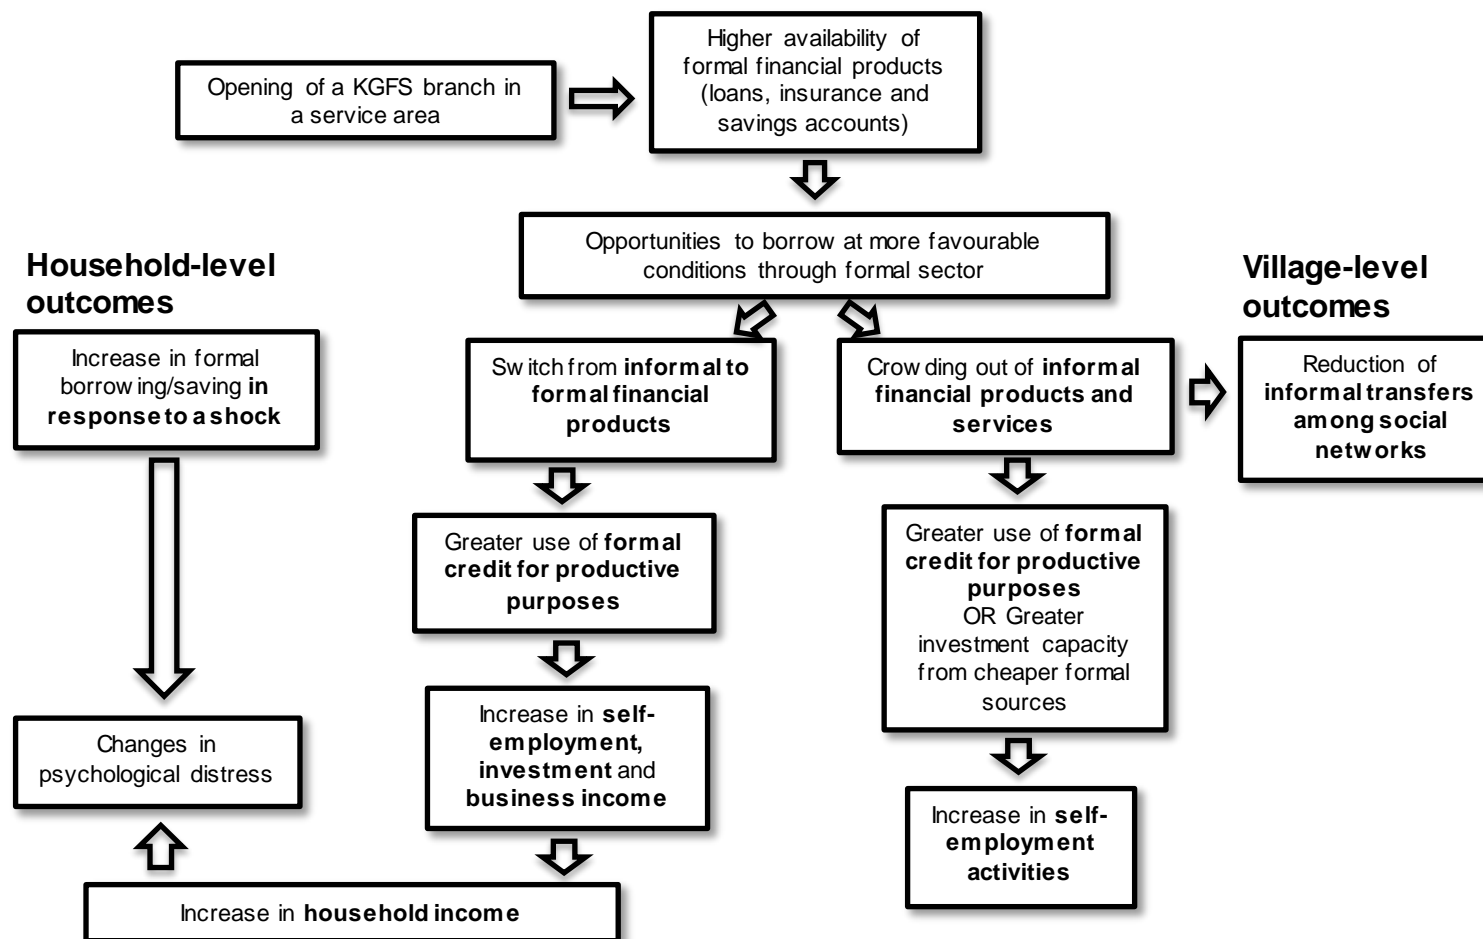 Opening of a KGFS branch in
a service area
Higher availability of
formal financial products
(loans, insurance and
savings accounts)
Opportunities to borrow at more favourable
conditions through formal sector
Household-level
outcomes
Village-level
outcomes
Increase in formal
borrowing/saving in
response to a shock
Switch from informal to
formal financial
products
Crowding out of informal
financial products and
services
Reduction of
informal transfers
among social
networks
Greater use of formal
credit for productive
purposes
Greater use of formal
credit for productive
purposes
OR Greater
investment capacity
from cheaper formal
sources
Changes in
psychological distress
Increase in self-
employment,
investment and
business income
Increase in self-
employment
activities
Increase in household income